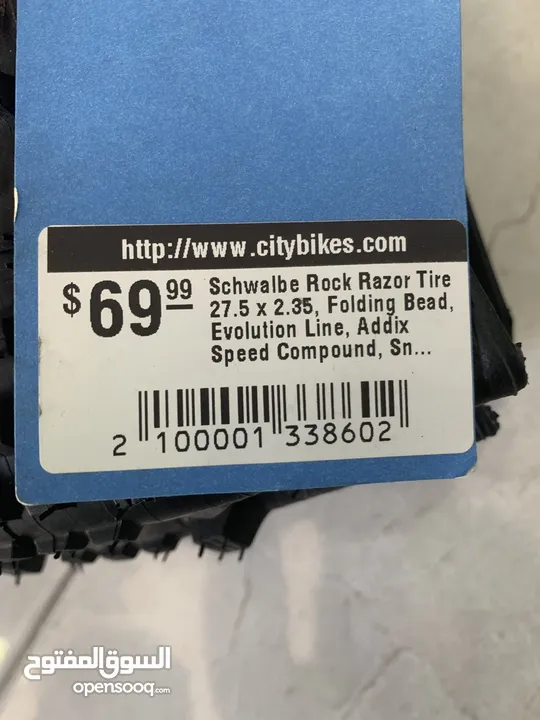 http://www.citybikes.com
$69.99
Schwalbe Rock Razor Tire
27.5 x 2.35, Folding Bead,
Evolution Line, Addix
Speed Compound, Sn...
2 100001 338602
السوق المفتوح
opensooq.com